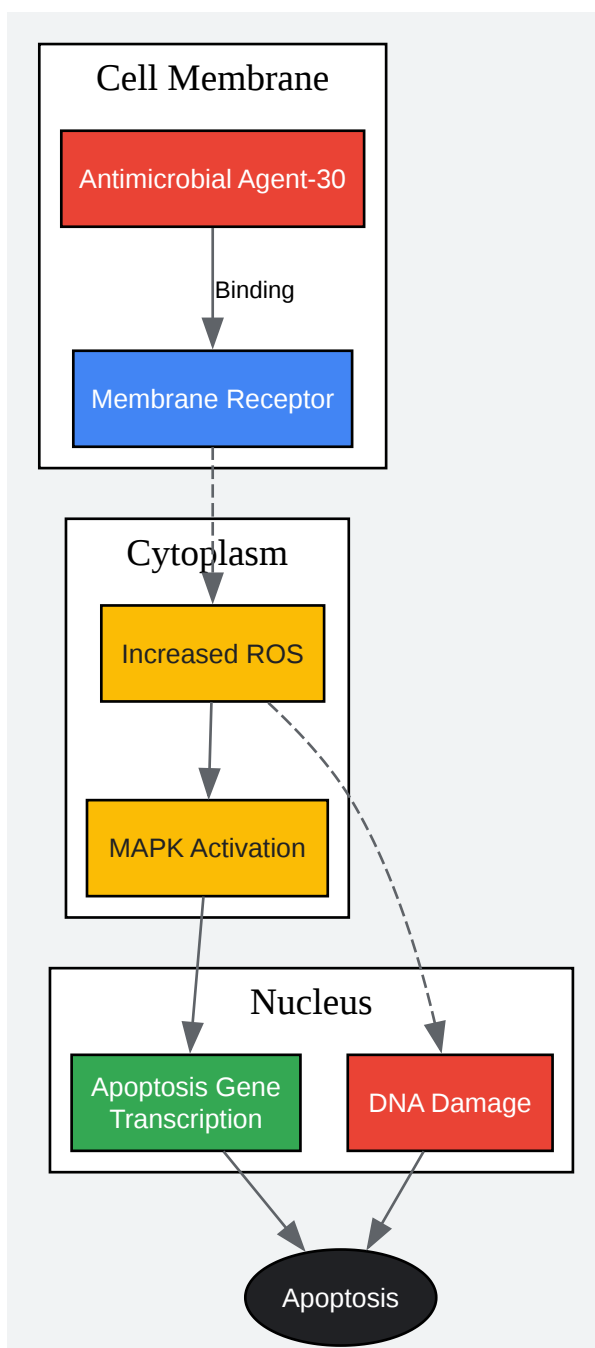 Cell Membrane
Antimicrobial Agent-30
Binding
Membrane Receptor
Cytoplasm
Increased ROS
MAPK Activation
Nucleus
Apoptosis Gene
Transcription
DNA Damage
Apoptosis